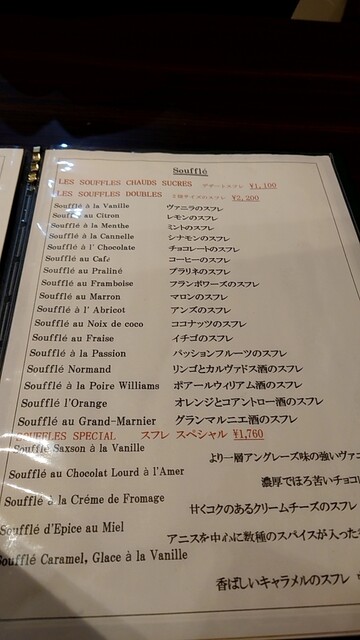 Soufflé
LES SOUFFLES CHAUDS SUCRES デザートスフレ ¥1,100
LES SOUFFLES DOUBLES 2倍サイズのスフレ ¥2,200
Soufflé à la Vanille ヴァニラのスフレ
Soufflé au Citron レモンのスフレ
Soufflé à la Menthe ミントのスフレ
Soufflé à la Cannelle シナモンのスフレ
Soufflé à l' Chocolate チョコレートのスフレ
Soufflé au Café コーヒーのスフレ
Soufflé au Praliné プラリネのスフレ
Soufflé au Framboise フランボワーズのスフレ
Soufflé au Marron マロンのスフレ
Soufflé à l' Abricot アンズのスフレ
Soufflé au Noix de coco ココナッツのスフレ
Soufflé au Fraise イチゴのスフレ
Soufflé à la Passion パッションフルーツのスフレ
Soufflé Normand リンゴとカルヴァドス酒のスフレ
Soufflé à la Poire Williams ポアールウィリアム酒のスフレ
Soufflé l'Orange オレンジとコアントロー酒のスフレ
Soufflé au Grand-Marnier グランマルニエ酒のスフレ
SOUFFLES SPECIAL スフレ スペシャル ¥1,760
Soufflé Saxson à la Vanille
より一層アングレーズ味の強いヴァニ
Soufflé au Chocolat Lourd à l'Amer
濃厚でほろ苦いチョコ
Soufflé à la Créme de Fromage
甘くコクのあるクリームチーズのスフレ
Soufflé d'Epice au Miel
アニスを中心に数種のスパイスが入った
Soufflé Caramel, Glace à la Vanille
香ばしいキャラメルのスフレ